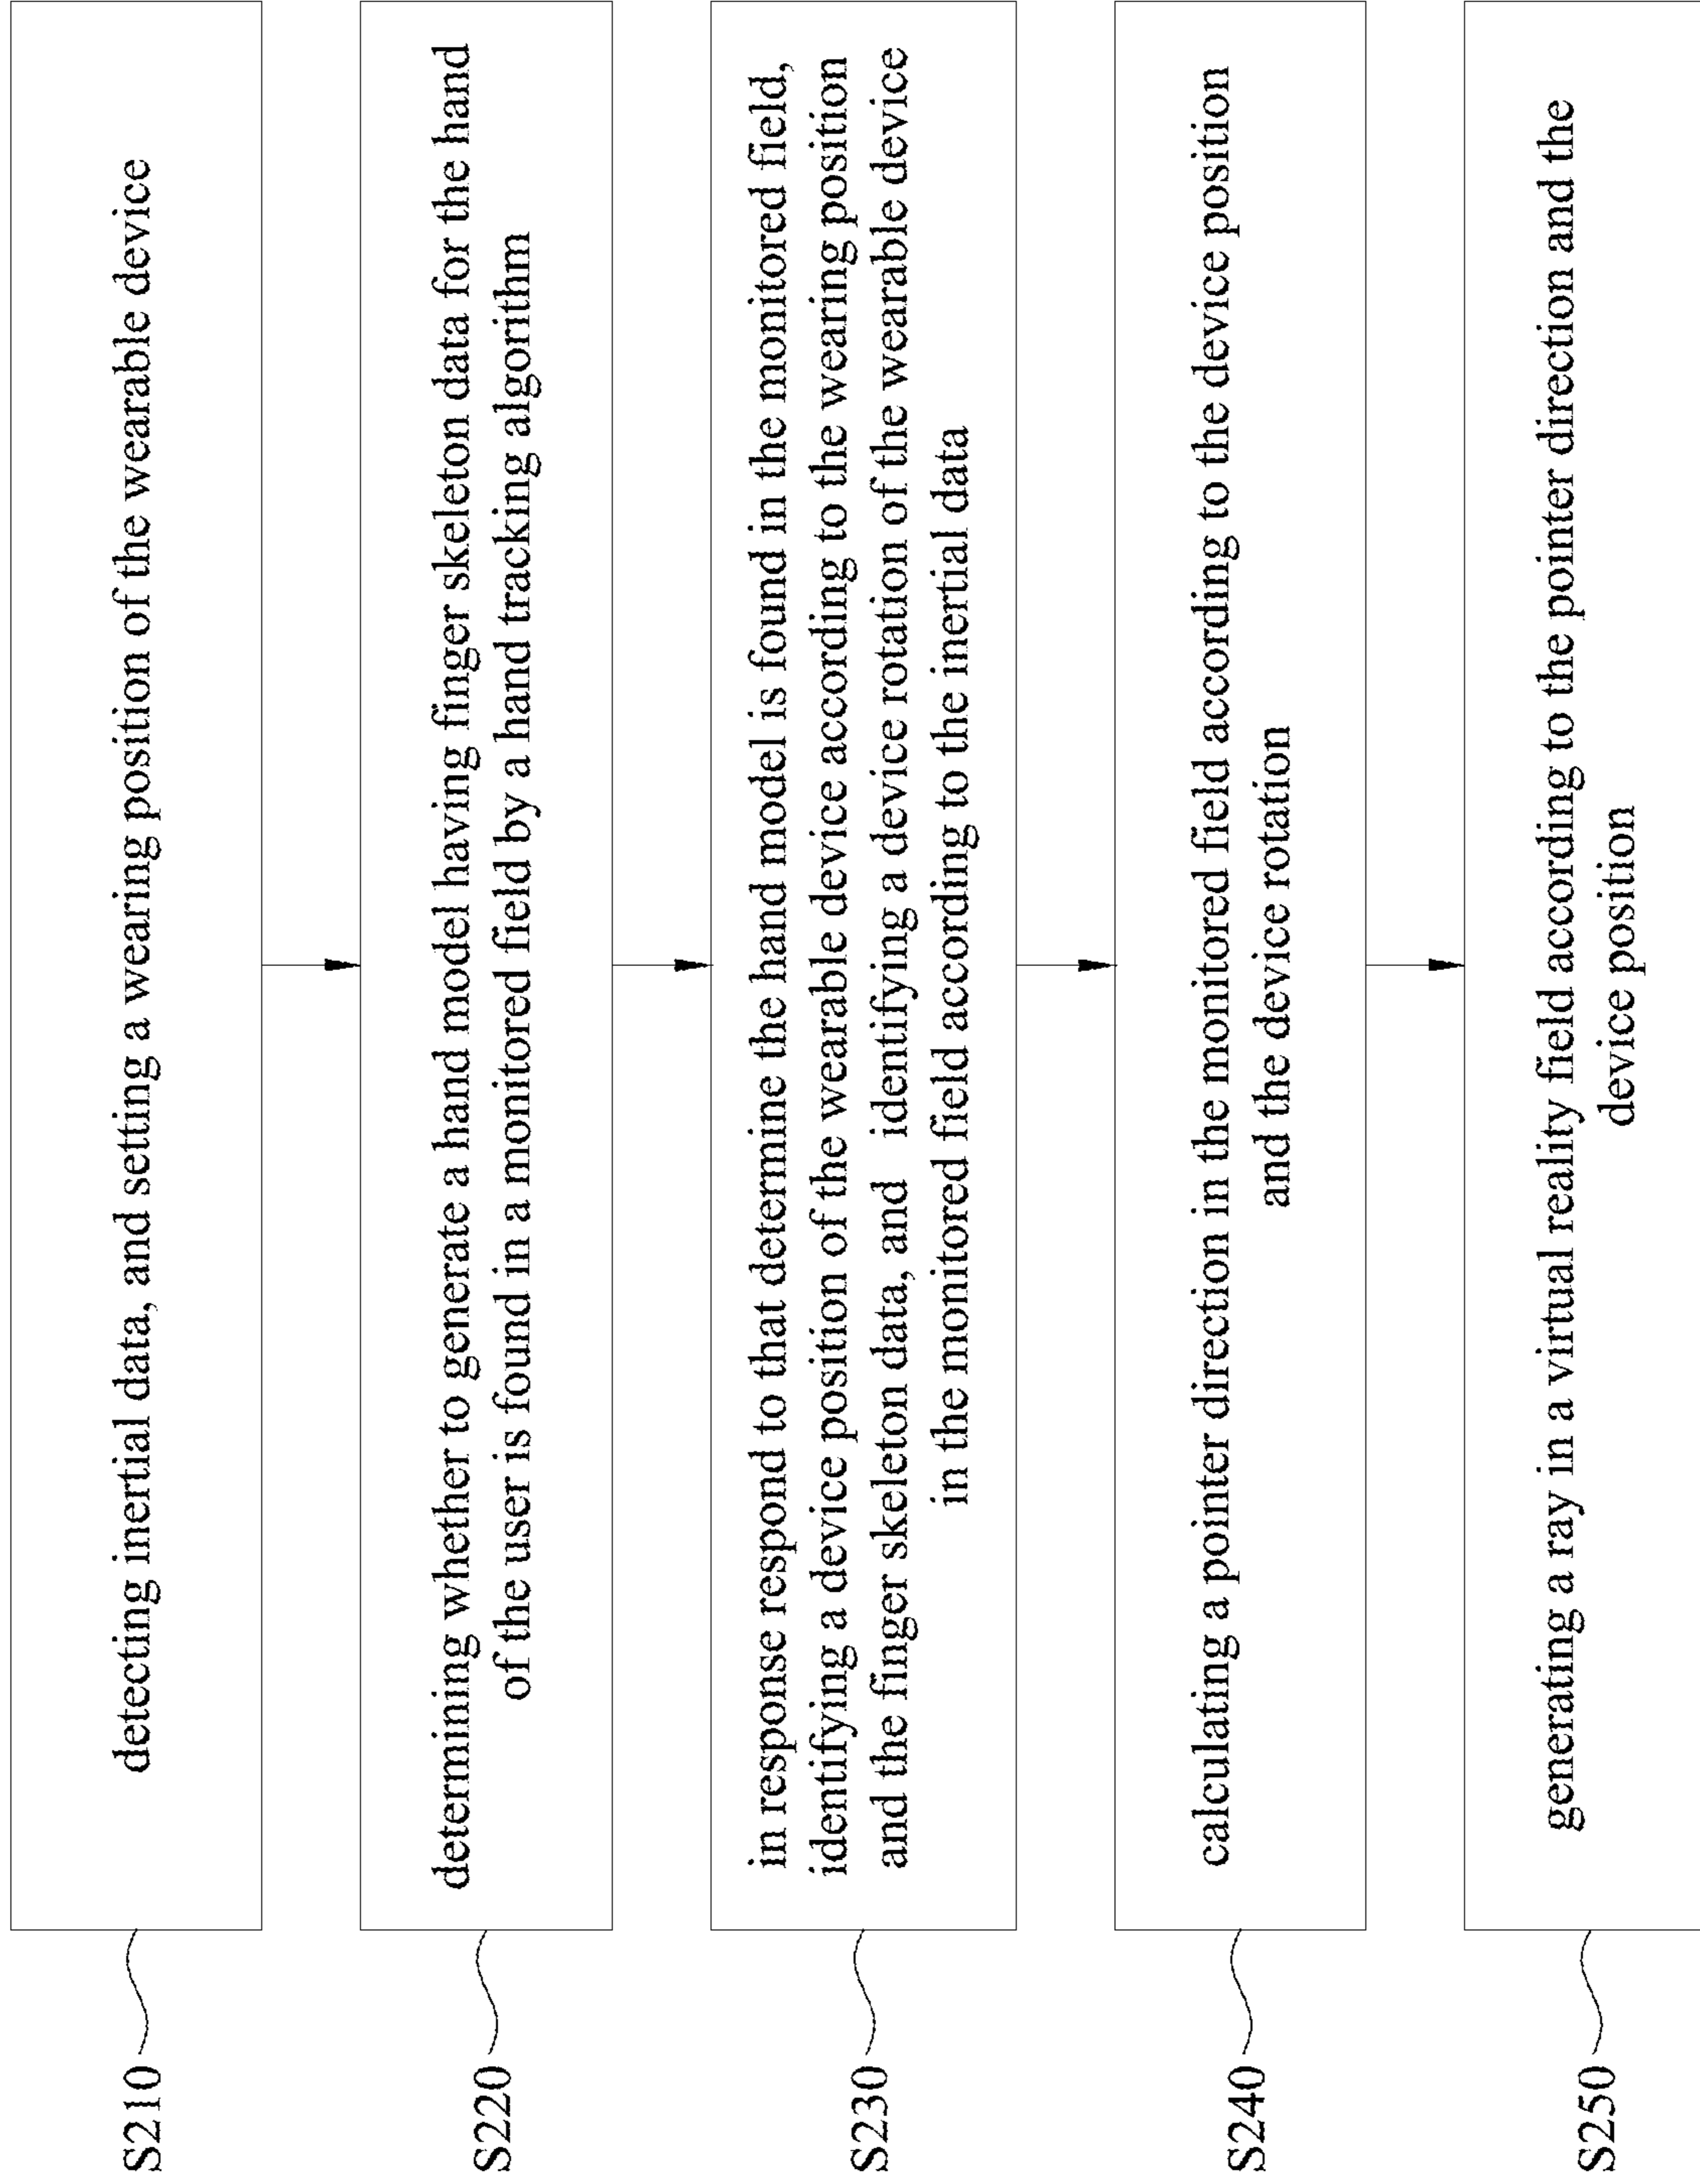 S210
detecting inertial data, and setting a wearing position of the wearable device
S220
determining whether to generate a hand model having finger skeleton data for the hand
of the user is found in a monitored field by a hand tracking algorithm
S230
in response respond to that determine the hand model is found in the monitored field,
identifying a device position of the wearable device according to the wearing position
and the finger skeleton data, and identifying a device rotation of the wearable device
in the monitored field according to the inertial data
S240
calculating a pointer direction in the monitored field according to the device position
and the device rotation
S250
generating a ray in a virtual reality field according to the pointer direction and the
device position